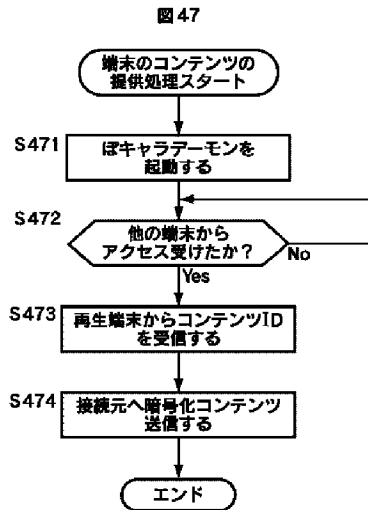 図47
端末のコンテンツの
提供処理スタート
S471
ぽキャラデーモンを
起動する
S472
他の端末から
アクセス受けたか？
No
Yes
S473
再生端末からコンテンツID
を受信する
S474
接続元へ暗号化コンテンツ
送信する
エンド